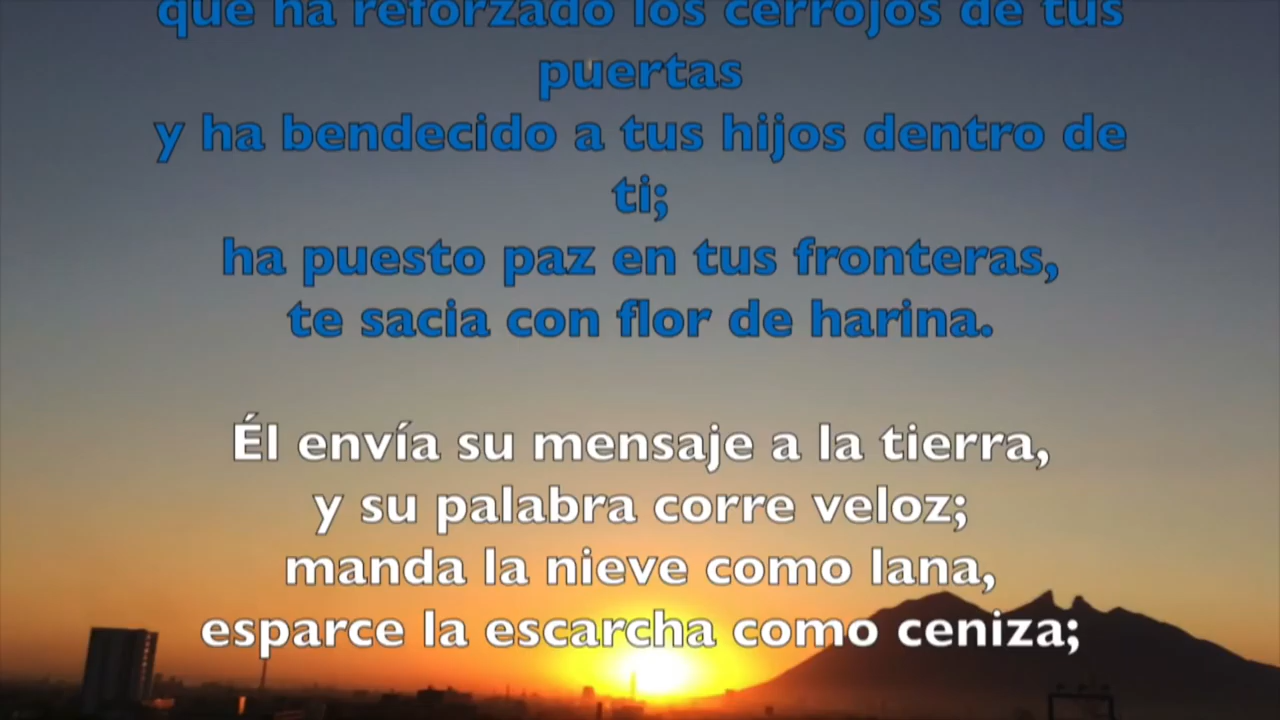 que ha reforzado los cerrojos de tus
puertas
y ha bendecido a tus hijos dentro de
ti;
ha puesto paz en tus fronteras,
te sacia con flor de harina.
Él envía su mensaje a la tierra,
y su palabra corre veloz;
manda la nieve como lana,
esparce la escarcha como ceniza;